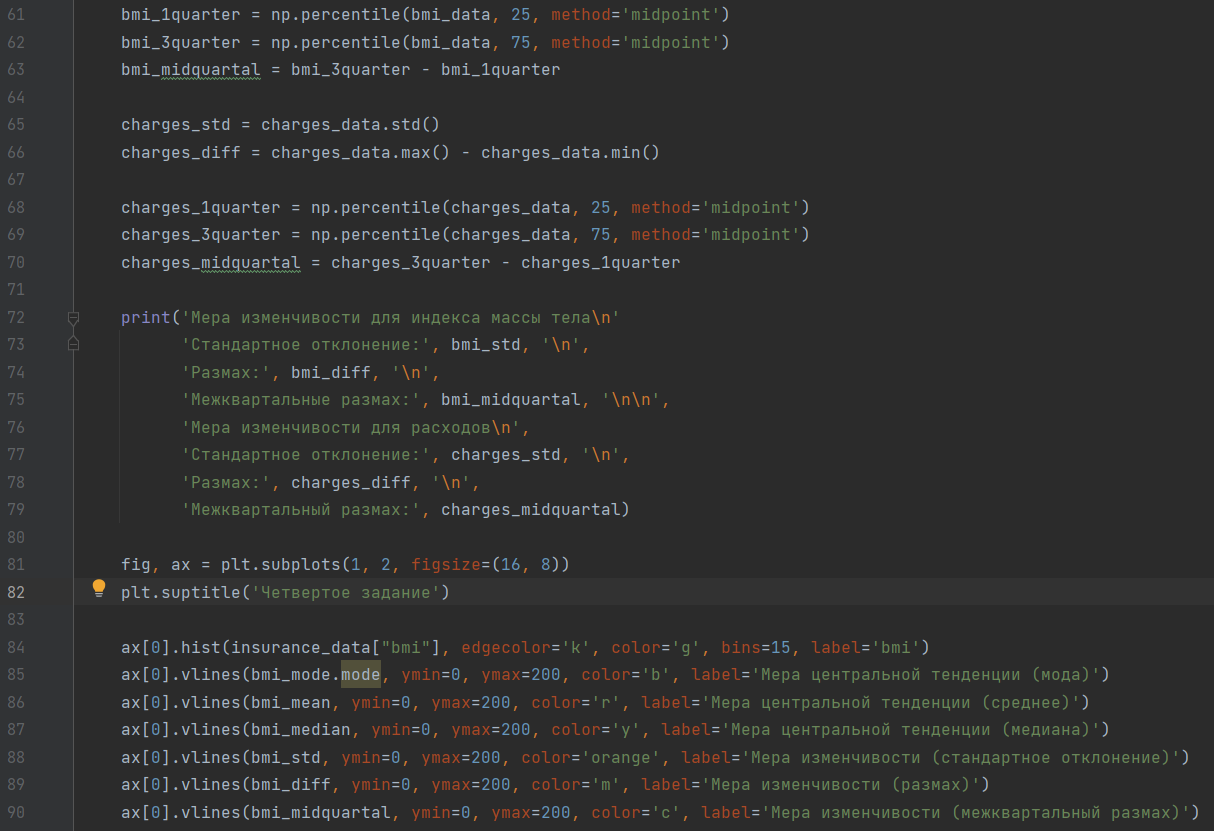 61 bmi_1quarter = np.percentile(bmi_data, 25, method='midpoint')
62 bmi_3quarter = np.percentile(bmi_data, 75, method='midpoint')
63 bmi_midquartal = bmi_3quarter - bmi_1quarter
64
65 charges_std = charges_data.std()
66 charges_diff = charges_data.max() - charges_data.min()
67
68 charges_1quarter = np.percentile(charges_data, 25, method='midpoint')
69 charges_3quarter = np.percentile(charges_data, 75, method='midpoint')
70 charges_midquartal = charges_3quarter - charges_1quarter
71
72 print('Мера изменчивости для индекса массы тела\n'
73 'Стандартное отклонение:', bmi_std, '\n',
74 'Размах:', bmi_diff, '\n',
75 'Межквартальные размах:', bmi_midquartal, '\n\n',
76 'Мера изменчивости для расходов\n',
77 'Стандартное отклонение:', charges_std, '\n',
78 'Размах:', charges_diff, '\n',
79 'Межквартальный размах:', charges_midquartal)
80
81 fig, ax = plt.subplots(1, 2, figsize=(16, 8))
82 plt.suptitle('Четвертое задание')
83
84 ax[0].hist(insurance_data["bmi"], edgecolor='k', color='g', bins=15, label='bmi')
85 ax[0].vlines(bmi_mode.mode, ymin=0, ymax=200, color='b', label='Мера центральной тенденции (мода)')
86 ax[0].vlines(bmi_mean, ymin=0, ymax=200, color='r', label='Мера центральной тенденции (среднее)')
87 ax[0].vlines(bmi_median, ymin=0, ymax=200, color='y', label='Мера центральной тенденции (медиана)')
88 ax[0].vlines(bmi_std, ymin=0, ymax=200, color='orange', label='Мера изменчивости (стандартное отклонение)')
89 ax[0].vlines(bmi_diff, ymin=0, ymax=200, color='m', label='Мера изменчивости (размах)')
90 ax[0].vlines(bmi_midquartal, ymin=0, ymax=200, color='c', label='Мера изменчивости (межквартальный размах)')